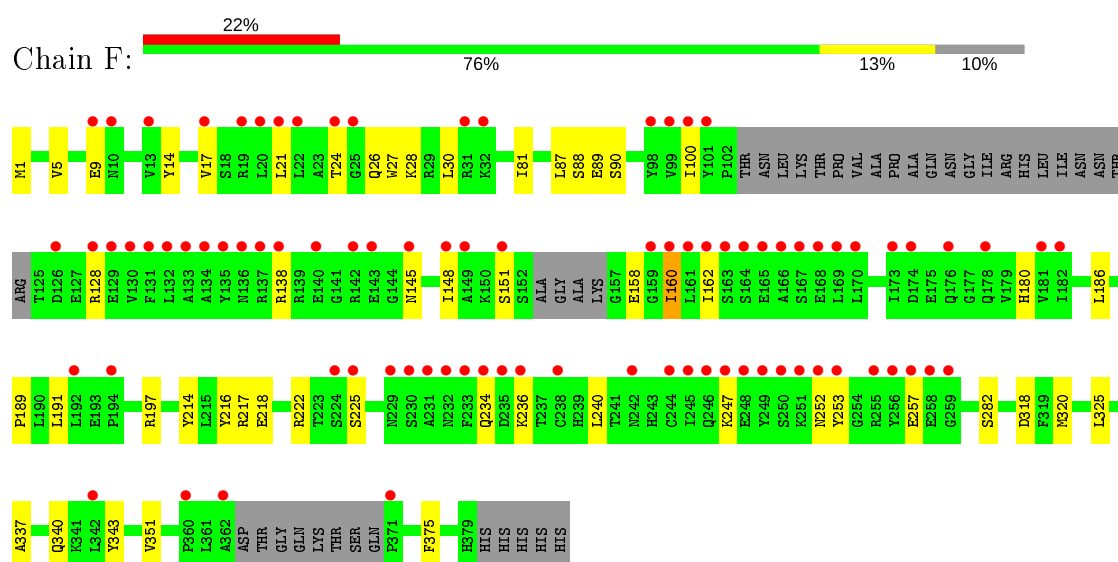 22%
Chain F:
76% 13% 10%
M1 V5 E9 N10 V13 Y14 V17 S18 R19 L20 L21 L22 A23 T24 G25 Q26 W27 K28 R29 L30 R31 K32 I81 L87 S88 E89 S90 Y98 V99 I100 Y101 P102 THR ASN LEU LYS THR PRO VAL ALA PRO ALA GLN ASN GLY ILE ARG HIS LEU ILE ASN ASN THR
ARG T125 D126 E127 R128 E129 V130 F131 L132 A133 A134 Y135 N136 R137 R138 R139 E140 G141 R142 E143 G144 N145 I148 A149 K150 S151 S152 ALA GLY ALA LYS G157 E158 G159 I160 L161 I162 S163 S164 E165 A166 S167 E168 L169 L170 I173 D174 E175 Q176 G177 Q178 V179 H180 V181 I182 L186
P189 L190 L191 L192 E193 P194 R197 Y214 L215 Y216 R217 E218 R222 T223 S224 S225 N229 S230 A231 N232 F233 Q234 D235 K236 T237 C238 H239 L240 T241 N242 H243 C244 I245 Q246 K247 E248 Y249 S250 K251 N252 Y253 G254 R255 Y256 E257 E258 G259 S282 D318 F319 M320 L325
A337 Q340 K341 L342 Y343 V351 P360 L361 A362 ASP THR GLY GLN LYS THR SER GLN P371 F375 H379 HIS HIS HIS HIS HIS